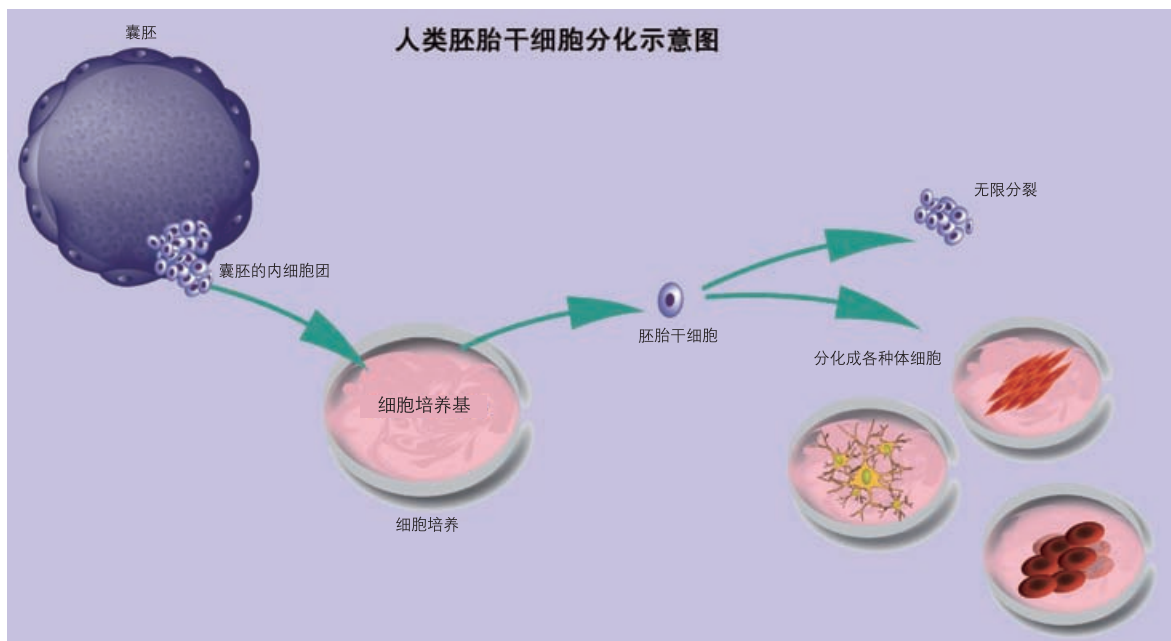 人类胚胎干细胞分化示意图
囊胚
囊胚的内细胞团
细胞培养基
细胞培养
胚胎干细胞
无限分裂
分化成各种体细胞